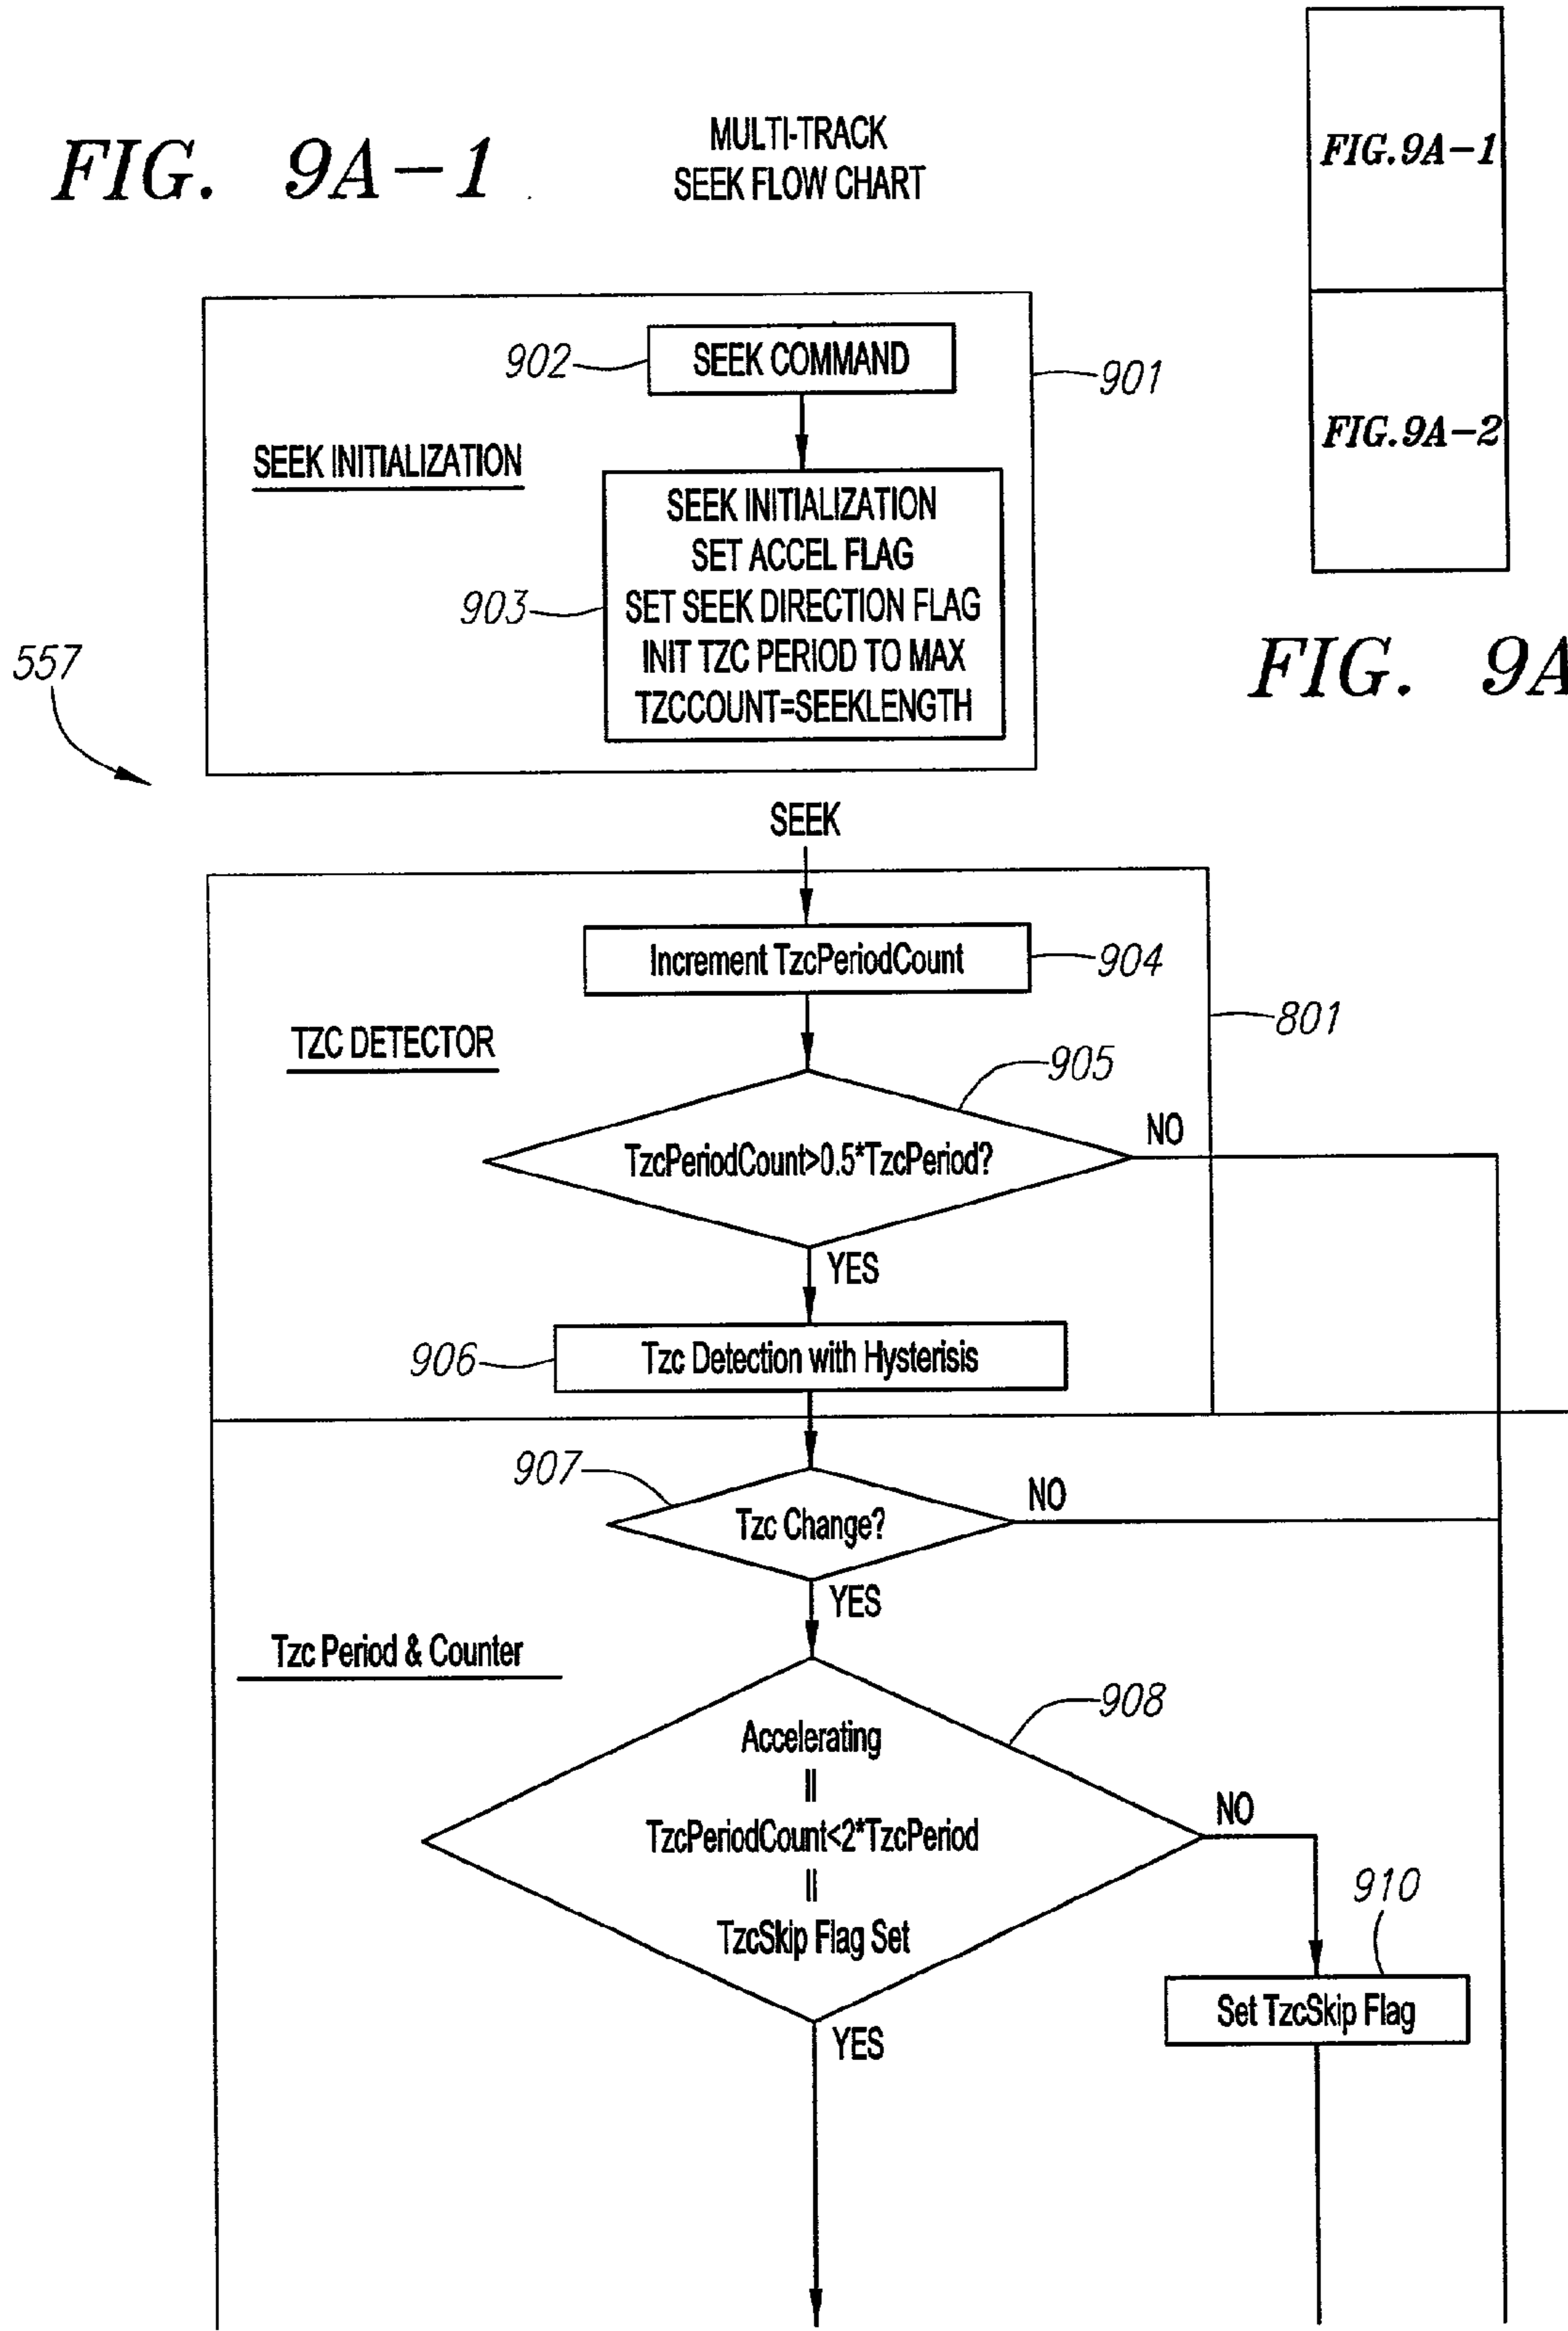 FIG. 9A-1
MULTI-TRACK
SEEK FLOW CHART
FIG. 9A-1
FIG. 9A-2
FIG. 9A
902
SEEK COMMAND
901
SEEK INITIALIZATION
903
SEEK INITIALIZATION
SET ACCEL FLAG
SET SEEK DIRECTION FLAG
INIT TZC PERIOD TO MAX
TZCCOUNT=SEEKLENGTH
557
SEEK
Increment TzcPeriodCount
904
801
TZC DETECTOR
905
TzcPeriodCount>0.5*TzcPeriod?
NO
YES
906
Tzc Detection with Hysterisis
907
Tzc Change?
NO
YES
Tzc Period & Counter
908
Accelerating
||
TzcPeriodCount<2*TzcPeriod
||
TzcSkip Flag Set
NO
910
Set TzcSkip Flag
YES